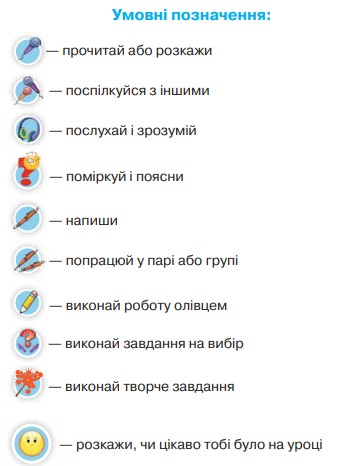 Умовні позначення:
— прочитай або розкажи
— поспілкуйся з іншими
— послухай і зрозумій
— поміркуй і поясни
— напиши
— попрацюй у парі або групі
— виконай роботу олівцем
— виконай завдання на вибір
— виконай творче завдання
— розкажи, чи цікаво тобі було на уроці